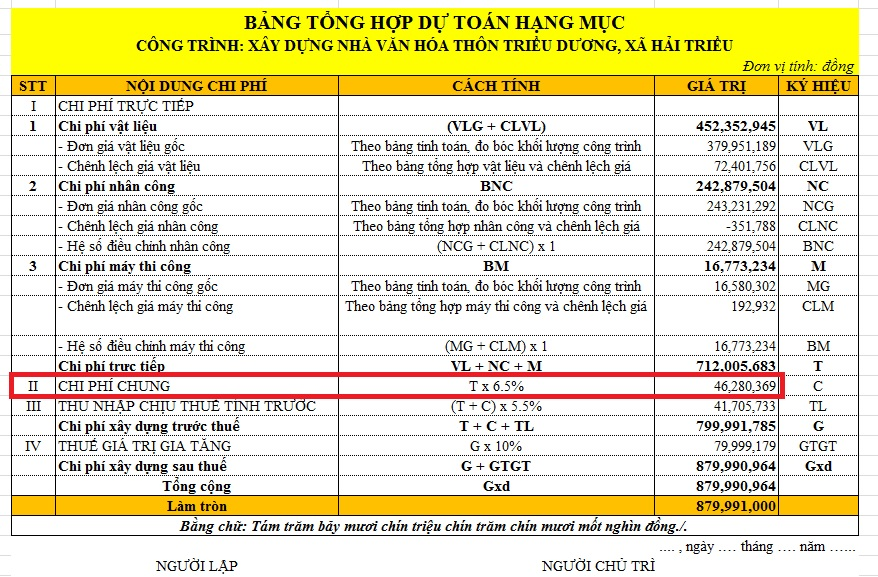 BẢNG TỔNG HỢP DỰ TOÁN HẠNG MỤC
CÔNG TRÌNH: XÂY DỰNG NHÀ VĂN HÓA THÔN TRIỀU DƯƠNG, XÃ HẢI TRIỀU
Đơn vị tính: đồng
STT NỘI DUNG CHI PHÍ CÁCH TÍNH GIÁ TRỊ KÝ HIỆU
I CHI PHÍ TRỰC TIẾP
1 Chi phí vật liệu (VLG + CLVL) 452,352,945 VL
- Đơn giá vật liệu gốc Theo bảng tính toán, đo bóc khối lượng công trình 379,951,189 VLG
- Chênh lệch giá vật liệu Theo bảng tổng hợp vật liệu và chênh lệch giá 72,401,756 CLVL
2 Chi phí nhân công BNC 242,879,504 NC
- Đơn giá nhân công gốc Theo bảng tính toán, đo bóc khối lượng công trình 243,231,292 NCG
- Chênh lệch giá nhân công Theo bảng tổng hợp nhân công và chênh lệch giá -351,788 CLNC
- Hệ số điều chỉnh nhân công (NCG + CLNC) x 1 242,879,504 BNC
3 Chi phí máy thi công BM 16,773,234 M
- Đơn giá máy thi công gốc Theo bảng tính toán, đo bóc khối lượng công trình 16,580,302 MG
- Chênh lệch giá máy thi công Theo bảng tổng hợp máy thi công và chênh lệch giá 192,932 CLM
- Hệ số điều chỉnh máy thi công (MG + CLM) x 1 16,773,234 BM
Chi phí trực tiếp VL + NC + M 712,005,683 T
II CHI PHÍ CHUNG T x 6.5% 46,280,369 C
III THU NHẬP CHỊU THUẾ TÍNH TRƯỚC (T + C) x 5.5% 41,705,733 TL
Chi phí xây dựng trước thuế T + C + TL 799,991,785 G
IV THUẾ GIÁ TRỊ GIA TĂNG G x 10% 79,999,179 GTGT
Chi phí xây dựng sau thuế G + GTGT 879,990,964 Gxd
Tổng cộng Gxd 879,990,964
Làm tròn 879,991,000
Bằng chữ: Tám trăm bảy mươi chín triệu chín trăm chín mươi mốt nghìn đồng./.
.... , ngày .... tháng .... năm ......
NGƯỜI LẬP NGƯỜI CHỦ TRÌ